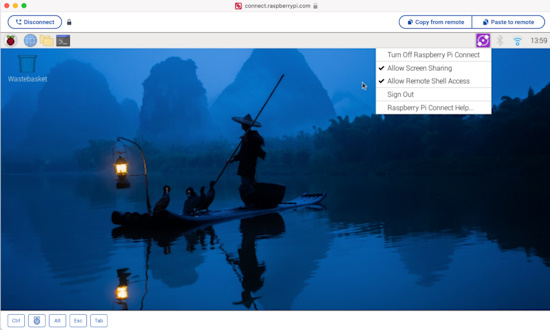 connect.raspberrypi.com
Disconnect
Copy from remote
Paste to remote
13:59
Turn Off Raspberry Pi Connect
Allow Screen Sharing
Allow Remote Shell Access
Sign Out
Raspberry Pi Connect Help...
Wastebasket
Ctrl
Alt
Esc
Tab